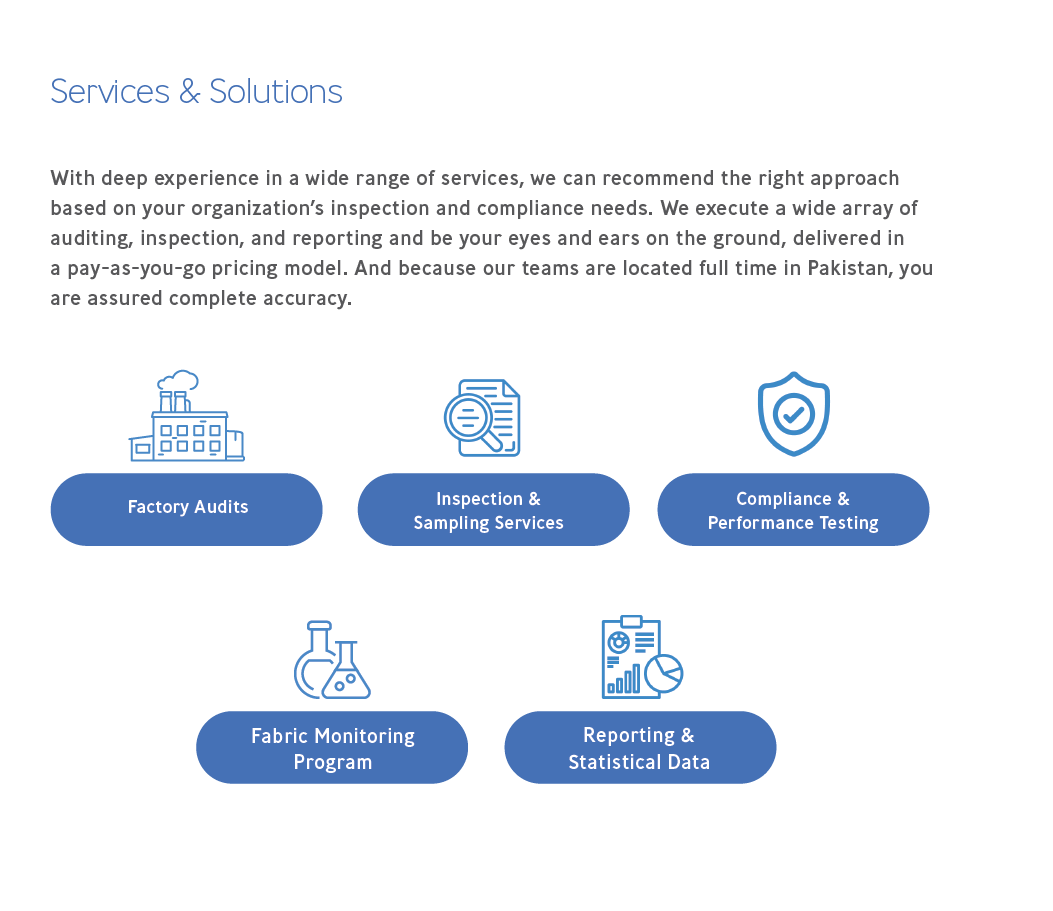 Services & Solutions
With deep experience in a wide range of services, we can recommend the right approach
based on your organization’s inspection and compliance needs. We execute a wide array of
auditing, inspection, and reporting and be your eyes and ears on the ground, delivered in
a pay-as-you-go pricing model. And because our teams are located full time in Pakistan, you
are assured complete accuracy.
Factory Audits
Inspection &
Sampling Services
Compliance &
Performance Testing
Fabric Monitoring
Program
Reporting &
Statistical Data